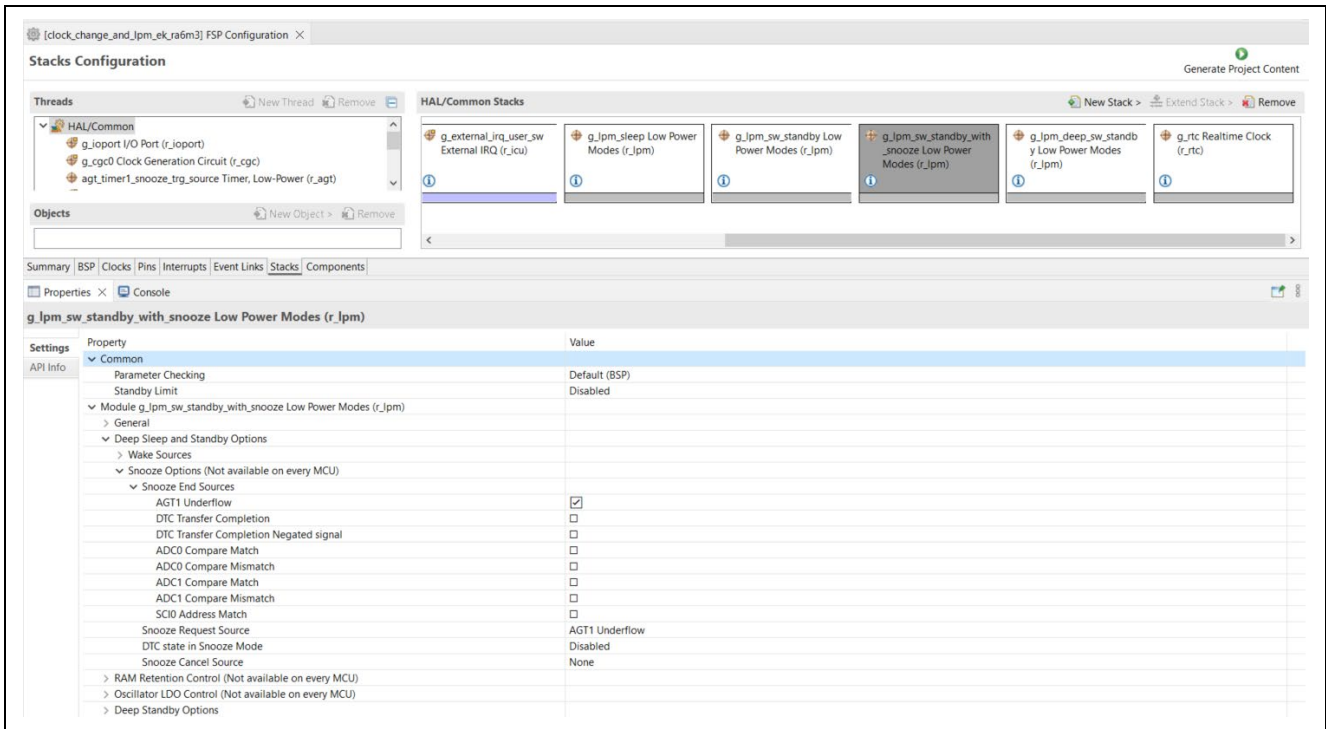 [clock_change_and_lpm_ek_ra6m3] FSP Configuration
Stacks Configuration
Generate Project Content
Threads
New Thread Remove
HAL/Common
g_ioport I/O Port (r_ioport)
g_cgc0 Clock Generation Circuit (r_cgc)
agt_timer1_snooze_trg_source Timer, Low-Power (r_agt)
Objects
New Object > Remove
HAL/Common Stacks
New Stack > Extend Stack > Remove
g_external_irq_user_sw
External IRQ (r_icu)
g_lpm_sleep Low Power
Modes (r_lpm)
g_lpm_sw_standby Low
Power Modes (r_lpm)
g_lpm_sw_standby_with
_snooze Low Power
Modes (r_lpm)
g_lpm_deep_sw_standb
y Low Power Modes
(r_lpm)
g_rtc Realtime Clock
(r_rtc)
Summary BSP Clocks Pins Interrupts Event Links Stacks Components
Properties Console
g_lpm_sw_standby_with_snooze Low Power Modes (r_lpm)
Settings
API Info
Property Value
Common
Parameter Checking Default (BSP)
Standby Limit Disabled
Module g_lpm_sw_standby_with_snooze Low Power Modes (r_lpm)
General
Deep Sleep and Standby Options
Wake Sources
Snooze Options (Not available on every MCU)
Snooze End Sources
AGT1 Underflow
DTC Transfer Completion
DTC Transfer Completion Negated signal
ADC0 Compare Match
ADC0 Compare Mismatch
ADC1 Compare Match
ADC1 Compare Mismatch
SCI0 Address Match
Snooze Request Source AGT1 Underflow
DTC state in Snooze Mode Disabled
Snooze Cancel Source None
RAM Retention Control (Not available on every MCU)
Oscillator LDO Control (Not available on every MCU)
Deep Standby Options